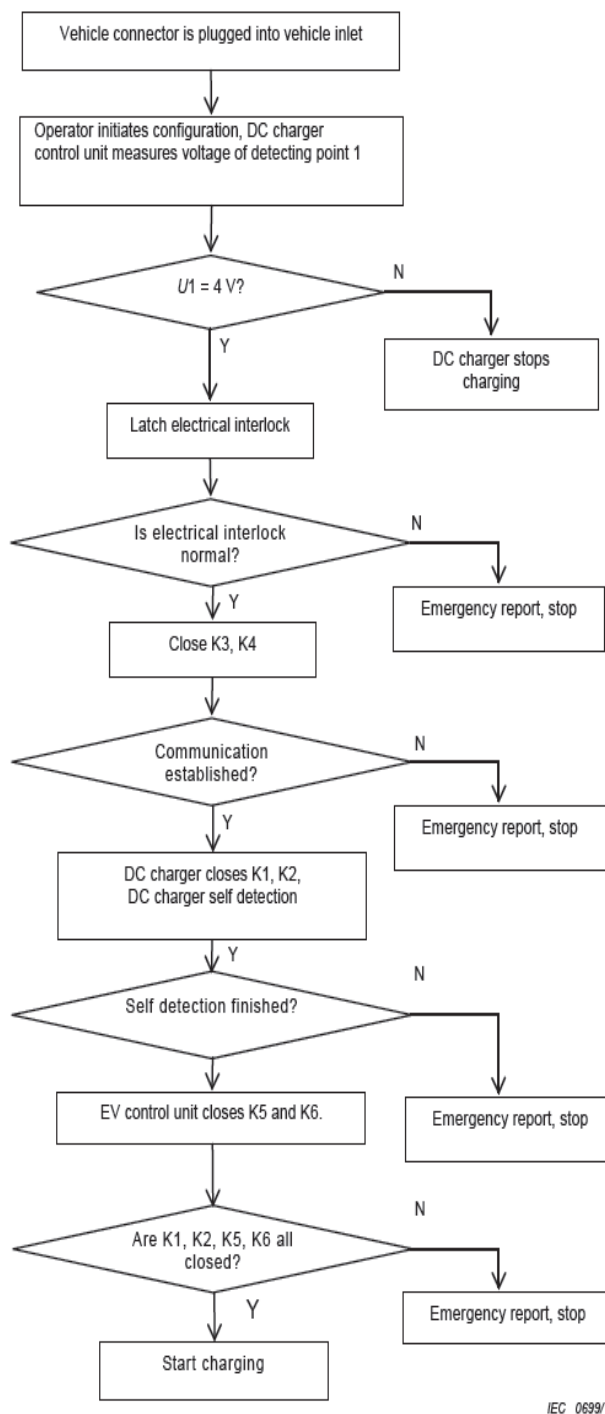 Vehicle connector is plugged into vehicle inlet
Operator initiates configuration, DC charger
control unit measures voltage of detecting point 1
U1 = 4 V?
N
Y
DC charger stops
charging
Latch electrical interlock
Is electrical interlock
normal?
N
Y
Emergency report, stop
Close K3, K4
Communication
established?
N
Y
Emergency report, stop
DC charger closes K1, K2,
DC charger self detection
Y
N
Self detection finished?
EV control unit closes K5 and K6.
Emergency report, stop
N
Are K1, K2, K5, K6 all
closed?
Y
Emergency report, stop
Start charging
IEC 0699/